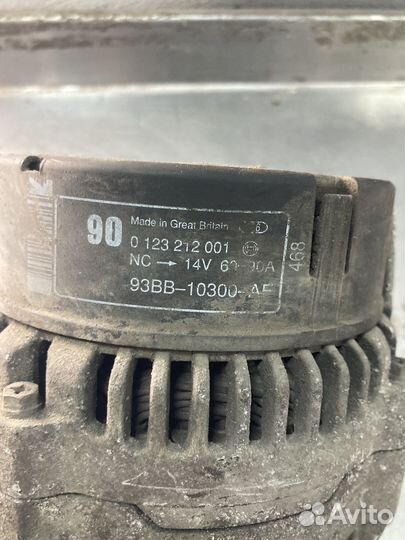 90 Made in Great Britain
0 123 212 001
NC → 14V
93BB-10300-
468
Avito